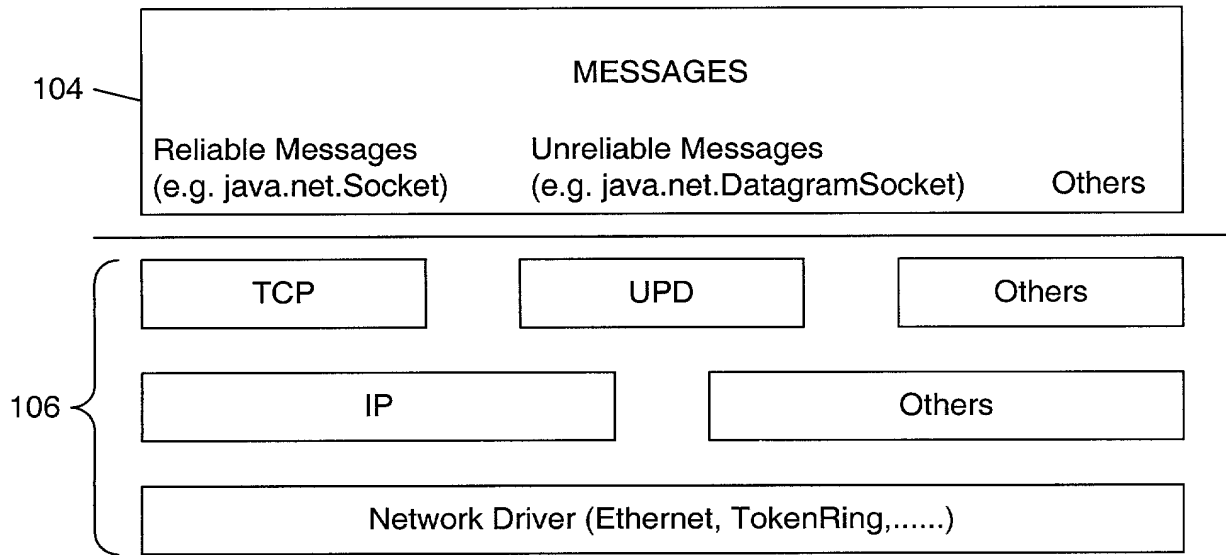 MESSAGES
104
Reliable Messages
(e.g. java.net.Socket)
Unreliable Messages
(e.g. java.net.DatagramSocket)
Others
TCP
UPD
Others
106
IP
Others
Network Driver (Ethernet, TokenRing,......)